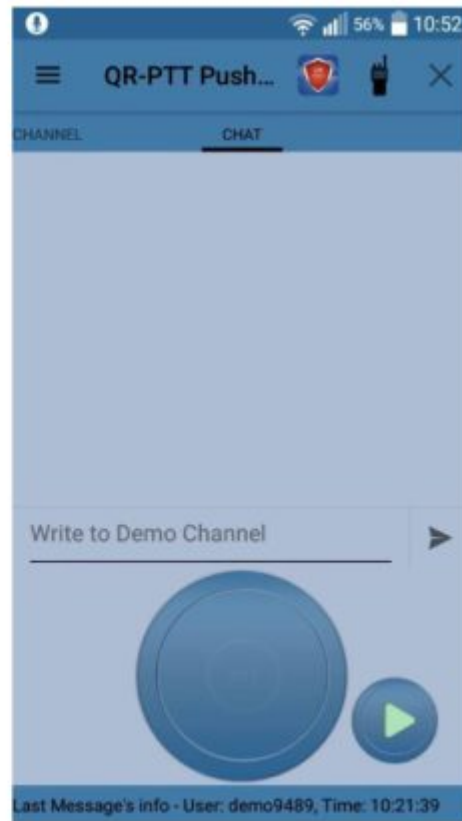 56% 10:52
QR-PTT Push...
CHANNEL CHAT
Write to Demo Channel
Last Message's info - User: demo9489, Time: 10:21:39